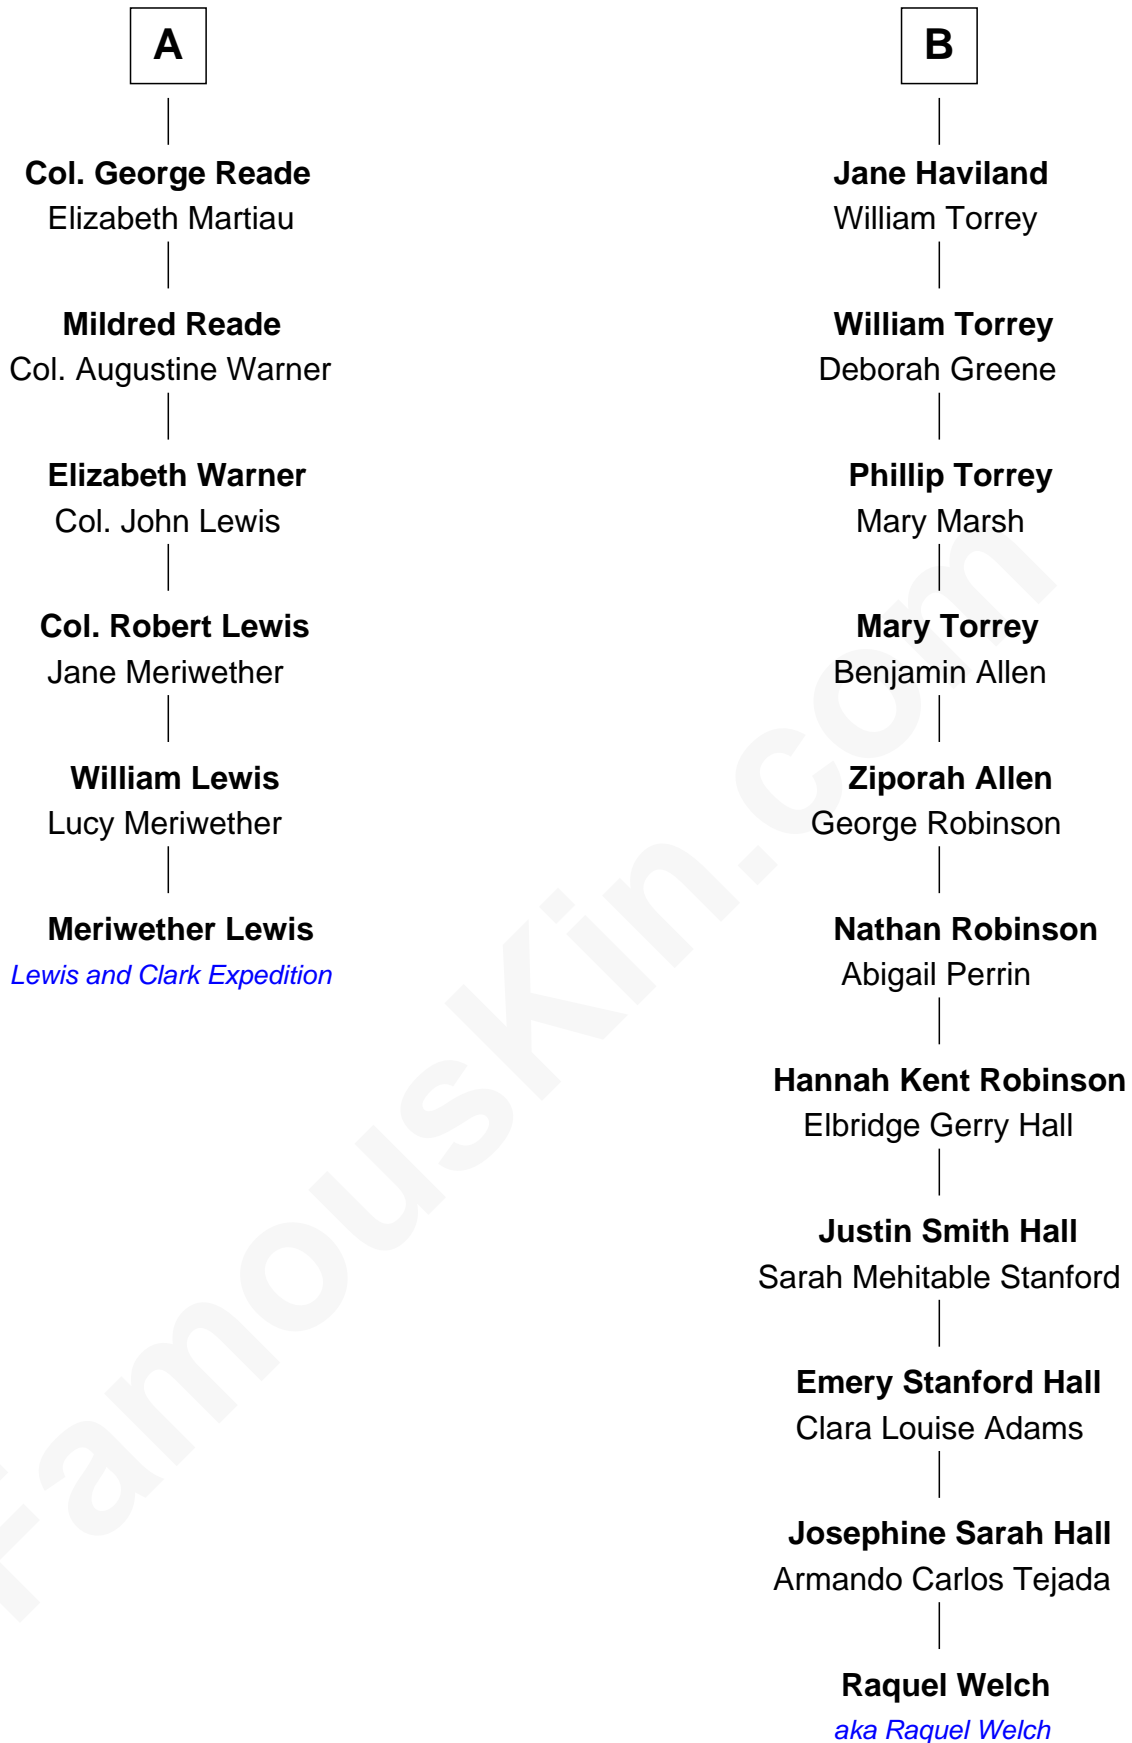 A
Col. George Reade
Elizabeth Martiau
Mildred Reade
Col. Augustine Warner
Elizabeth Warner
Col. John Lewis
Col. Robert Lewis
Jane Meriwether
William Lewis
Lucy Meriwether
Meriwether Lewis
Lewis and Clark Expedition
B
Jane Haviland
William Torrey
William Torrey
Deborah Greene
Phillip Torrey
Mary Marsh
Mary Torrey
Benjamin Allen
Ziporah Allen
George Robinson
Nathan Robinson
Abigail Perrin
Hannah Kent Robinson
Elbridge Gerry Hall
Justin Smith Hall
Sarah Mehitable Stanford
Emery Stanford Hall
Clara Louise Adams
Josephine Sarah Hall
Armando Carlos Tejada
Raquel Welch
aka Raquel Welch
FamousKin.com